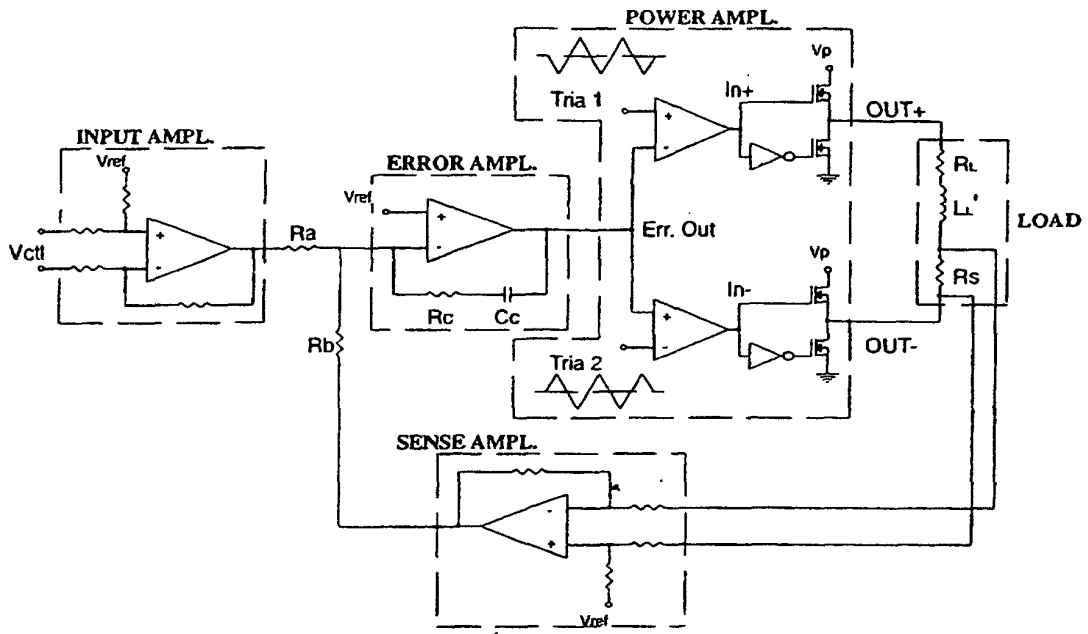 POWER AMPL.
Vp
In+
Tria 1
OUT+
INPUT AMPL.
Vref
ERROR AMPL.
RL
Vref
LL'
LOAD
Ra
Err. Out
Vctl
Vp
Rs
In-
Rc
Cc
Rb
OUT-
Tria 2
SENSE AMPL.
Vref